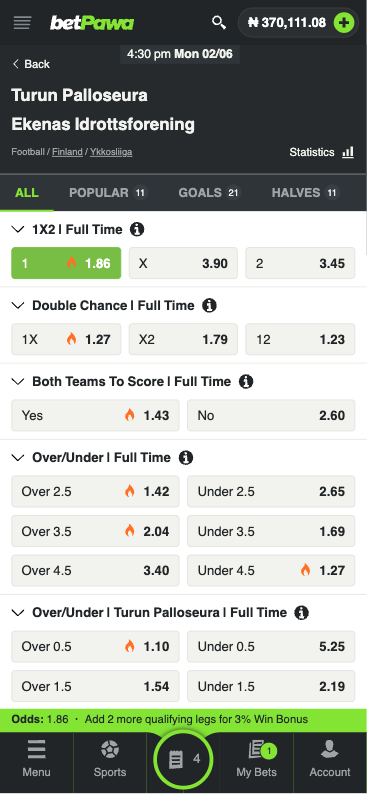 betPawa ₦ 370,111.08
4:30 pm Mon 02/06
Back
Turun Palloseura
Ekenas Idrottsforening
Football / Finland / Ykkosliiga Statistics
ALL POPULAR 11 GOALS 21 HALVES 11
1X2 | Full Time
1 1.86 X 3.90 2 3.45
Double Chance | Full Time
1X 1.27 X2 1.79 12 1.23
Both Teams To Score | Full Time
Yes 1.43 No 2.60
Over/Under | Full Time
Over 2.5 1.42 Under 2.5 2.65
Over 3.5 2.04 Under 3.5 1.69
Over 4.5 3.40 Under 4.5 1.27
Over/Under | Turun Palloseura | Full Time
Over 0.5 1.10 Under 0.5 5.25
Over 1.5 1.54 Under 1.5 2.19
Odds: 1.86 · Add 2 more qualifying legs for 3% Win Bonus
4 1
Menu Sports My Bets Account